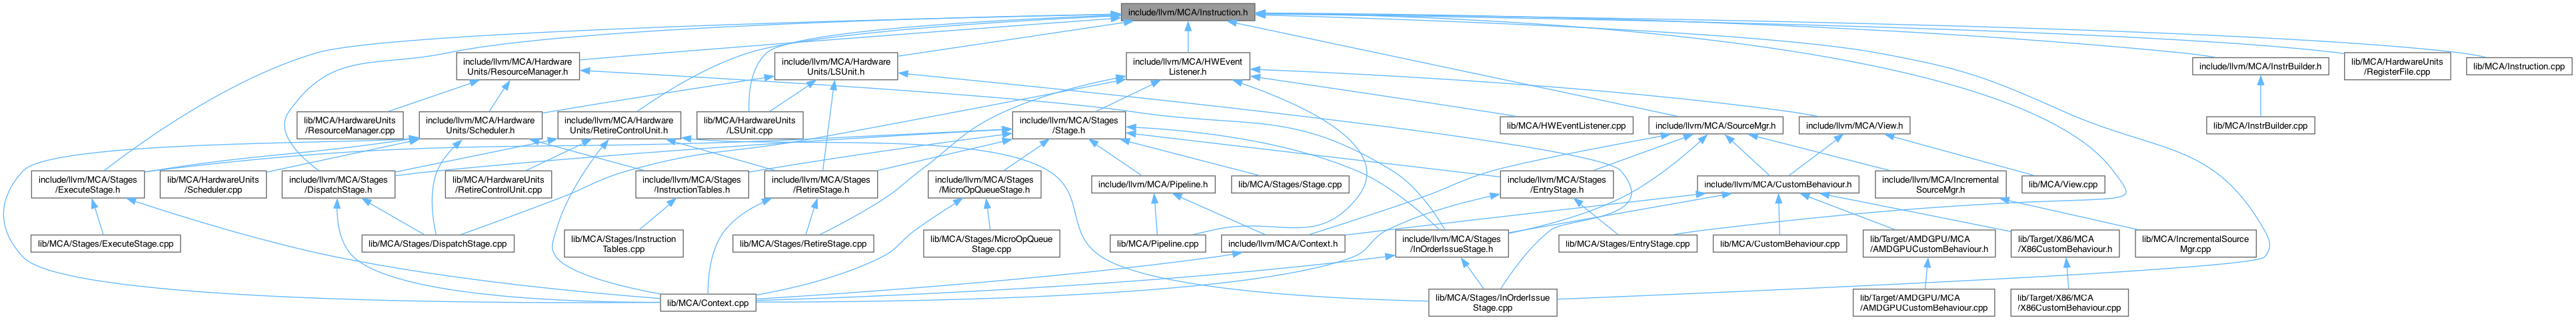 include/llvm/MCA/Instruction.h
include/llvm/MCA/Hardware
Units/ResourceManager.h
include/llvm/MCA/Hardware
Units/LSUnit.h
include/llvm/MCA/HWEvent
Listener.h
include/llvm/MCA/InstrBuilder.h
lib/MCA/HardwareUnits
/RegisterFile.cpp
lib/MCA/Instruction.cpp
lib/MCA/HardwareUnits
/ResourceManager.cpp
include/llvm/MCA/Hardware
Units/Scheduler.h
include/llvm/MCA/Hardware
Units/RetireControlUnit.h
lib/MCA/HardwareUnits
/LSUnit.cpp
include/llvm/MCA/Stages
/Stage.h
lib/MCA/HWEventListener.cpp
include/llvm/MCA/SourceMgr.h
include/llvm/MCA/View.h
lib/MCA/InstrBuilder.cpp
include/llvm/MCA/Stages
/ExecuteStage.h
lib/MCA/HardwareUnits
/Scheduler.cpp
include/llvm/MCA/Stages
/DispatchStage.h
lib/MCA/HardwareUnits
/RetireControlUnit.cpp
include/llvm/MCA/Stages
/InstructionTables.h
include/llvm/MCA/Stages
/RetireStage.h
include/llvm/MCA/Stages
/MicroOpQueueStage.h
include/llvm/MCA/Pipeline.h
lib/MCA/Stages/Stage.cpp
include/llvm/MCA/Stages
/EntryStage.h
include/llvm/MCA/CustomBehaviour.h
include/llvm/MCA/Incremental
SourceMgr.h
lib/MCA/View.cpp
lib/MCA/Stages/ExecuteStage.cpp
lib/MCA/Stages/DispatchStage.cpp
lib/MCA/Stages/Instruction
Tables.cpp
lib/MCA/Stages/RetireStage.cpp
lib/MCA/Stages/MicroOpQueue
Stage.cpp
lib/MCA/Pipeline.cpp
include/llvm/MCA/Context.h
include/llvm/MCA/Stages
/InOrderIssueStage.h
lib/MCA/Stages/EntryStage.cpp
lib/MCA/CustomBehaviour.cpp
lib/Target/AMDGPU/MCA
/AMDGPUCustomBehaviour.h
lib/Target/X86/MCA
/X86CustomBehaviour.h
lib/MCA/IncrementalSource
Mgr.cpp
lib/MCA/Context.cpp
lib/MCA/Stages/InOrderIssue
Stage.cpp
lib/Target/AMDGPU/MCA
/AMDGPUCustomBehaviour.cpp
lib/Target/X86/MCA
/X86CustomBehaviour.cpp